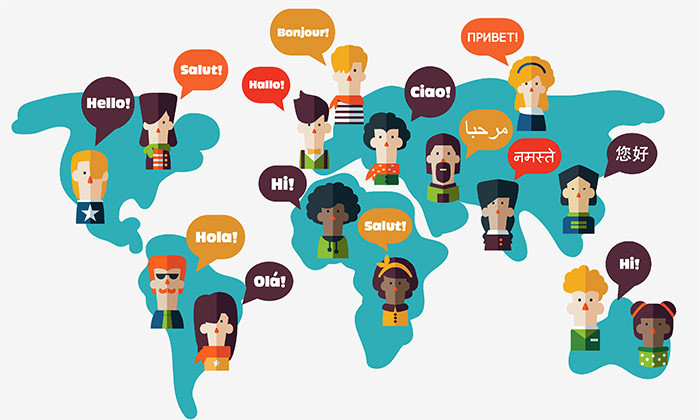 Bonjour!
ПРИВЕТ!
Salut!
Hallo!
Ciao!
Hello!
مرحبا
नमस्ते
您好
Hi!
Salut!
Hola!
Olá!
Hi!